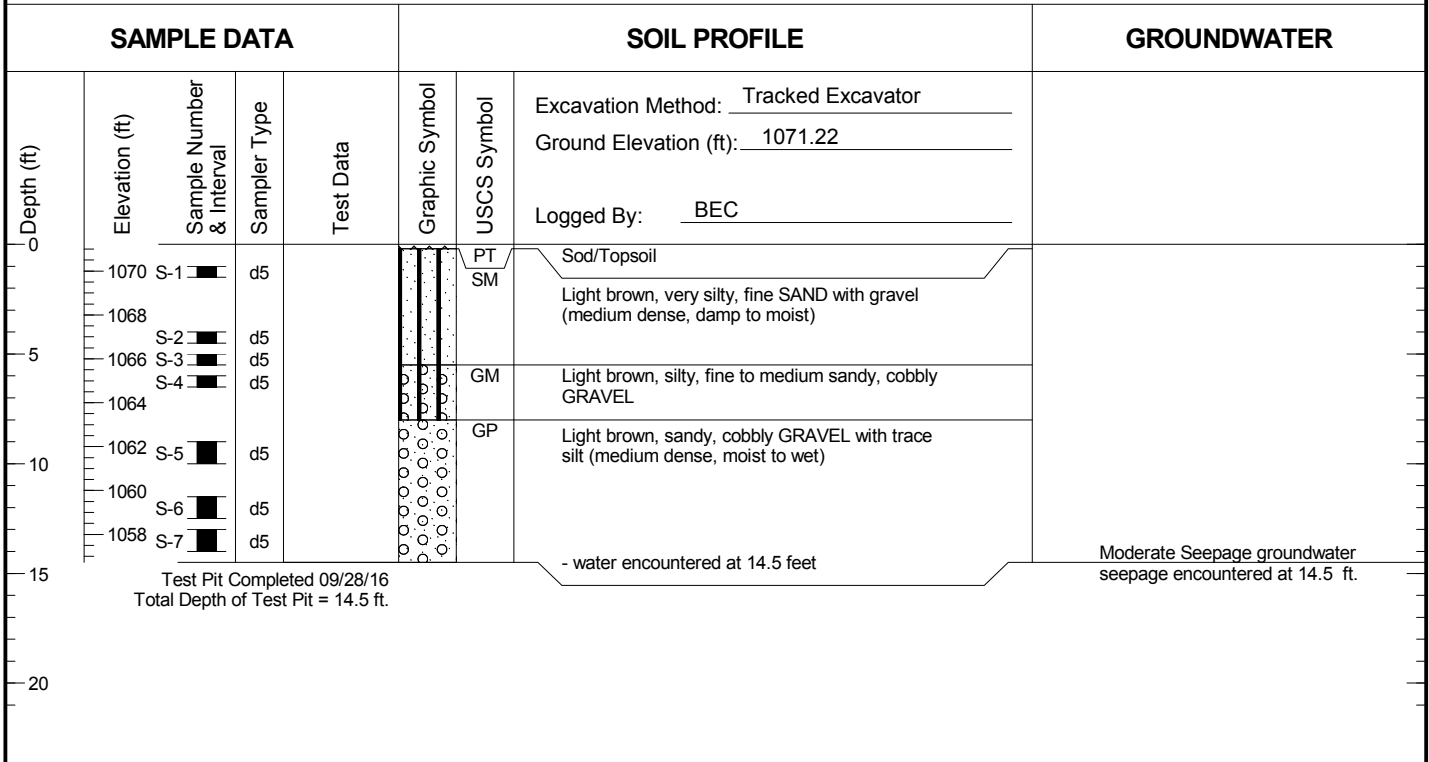 SAMPLE DATA
SOIL PROFILE
GROUNDWATER
Depth (ft)
Elevation (ft)
Sample Number
& Interval
Sampler Type
Test Data
Graphic Symbol
USCS Symbol
Excavation Method: Tracked Excavator
Ground Elevation (ft): 1071.22
Logged By: BEC
0
PT Sod/Topsoil
1070 S-1 d5
SM
Light brown, very silty, fine SAND with gravel
(medium dense, damp to moist)
1068
S-2 d5
5
1066 S-3 d5
S-4 d5
GM Light brown, silty, fine to medium sandy, cobbly
GRAVEL
1064
GP Light brown, sandy, cobbly GRAVEL with trace
silt (medium dense, moist to wet)
1062 S-5 d5
10
1060
S-6 d5
1058 S-7 d5
- water encountered at 14.5 feet
Moderate Seepage groundwater
seepage encountered at 14.5 ft.
15
Test Pit Completed 09/28/16
Total Depth of Test Pit = 14.5 ft.
20